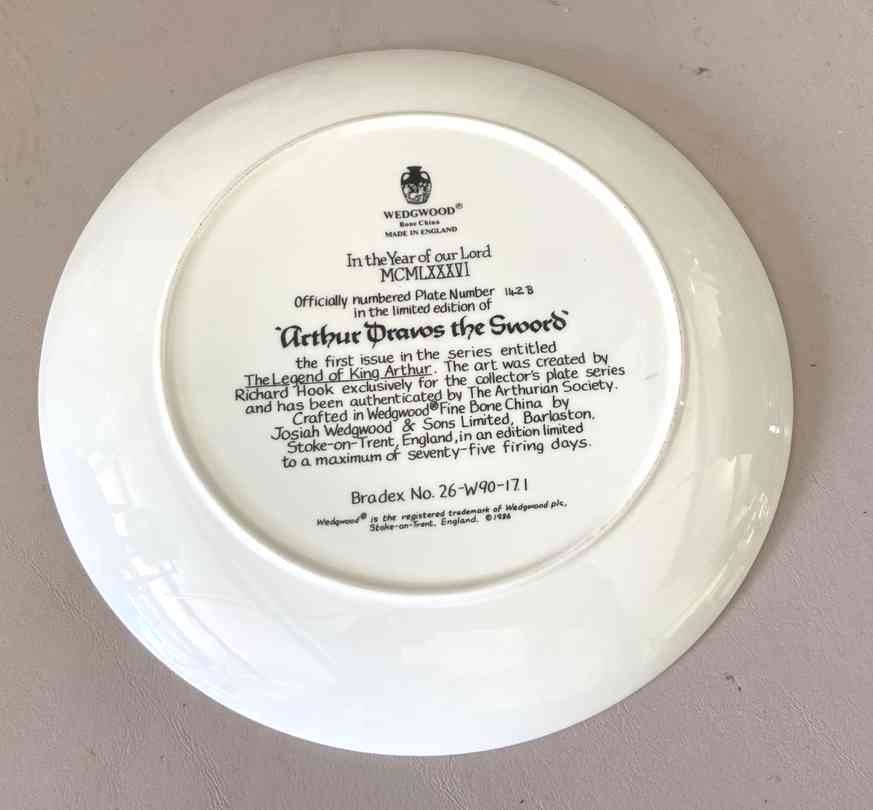 WEDGWOOD®
Bone China
MADE IN ENGLAND
In the Year of our Lord
MCMLXXXVI
Officially numbered Plate Number 142B
in the limited edition of
'Arthur Draws the Sword'
the first issue in the series entitled
The Legend of King Arthur. The art was created by
Richard Hook exclusively for the collector's plate series
and has been authenticated by The Arthurian Society.
Crafted in Wedgwood® Fine Bone China by
Josiah Wedgwood & Sons Limited, Barlaston,
Stoke-on-Trent, England, in an edition limited
to a maximum of seventy-five firing days.
Bradex No. 26-W90-17.1
Wedgwood® is the registered trademark of Wedgwood plc,
Stoke-on-Trent, England. © 1986